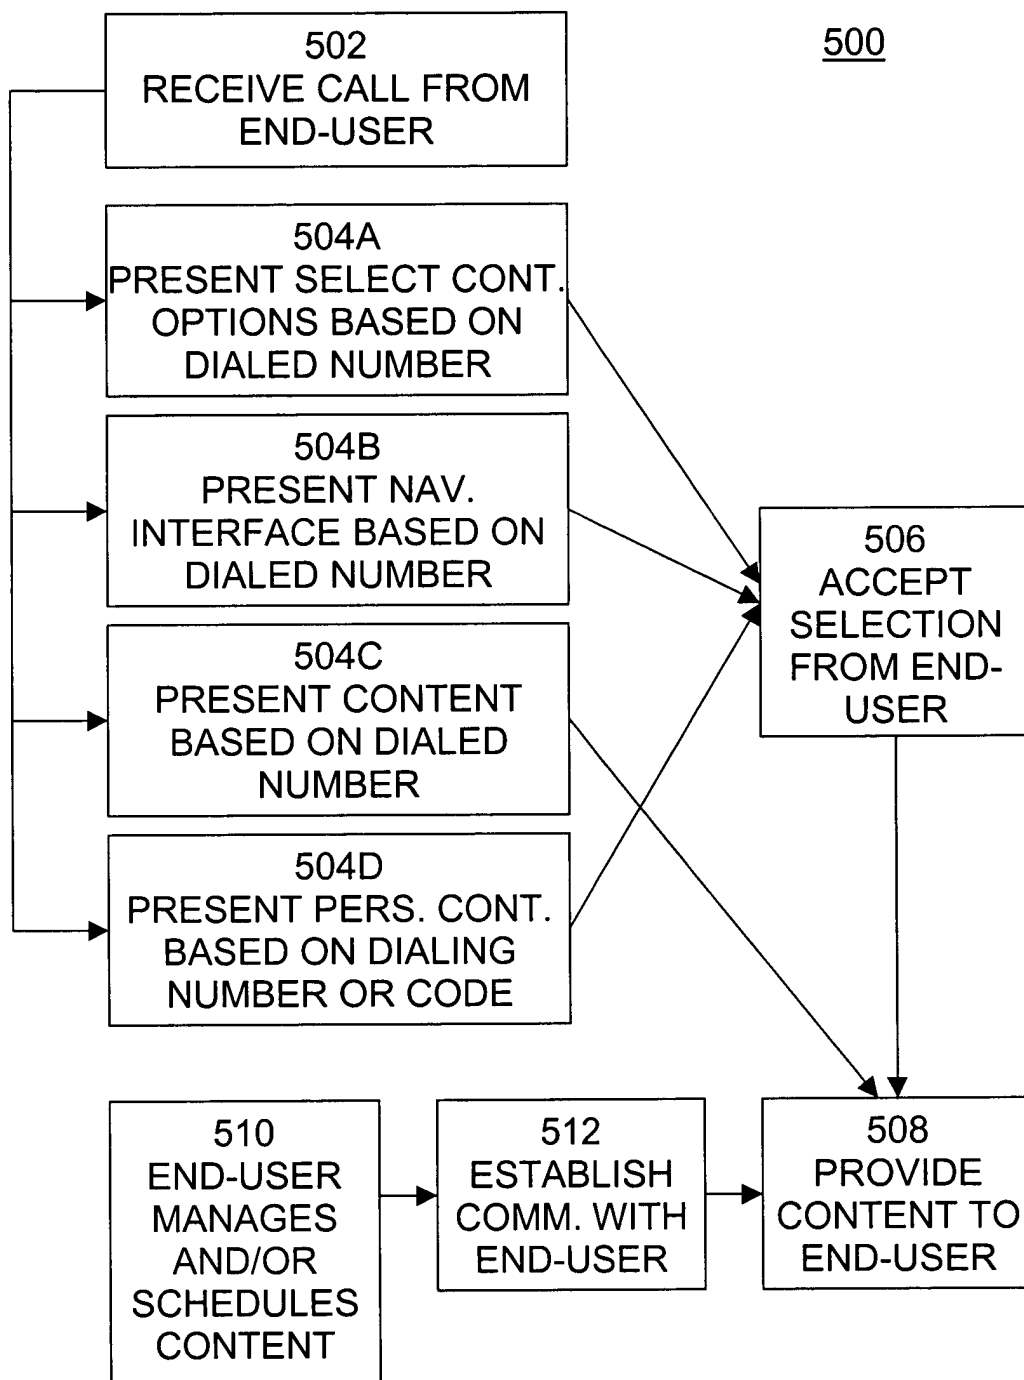 502
RECEIVE CALL FROM
END-USER
500
504A
PRESENT SELECT CONT.
OPTIONS BASED ON
DIALED NUMBER
504B
PRESENT NAV.
INTERFACE BASED ON
DIALED NUMBER
504C
PRESENT CONTENT
BASED ON DIALED
NUMBER
504D
PRESENT PERS. CONT.
BASED ON DIALING
NUMBER OR CODE
506
ACCEPT
SELECTION
FROM END-
USER
510
END-USER
MANAGES
AND/OR
SCHEDULES
CONTENT
512
ESTABLISH
COMM. WITH
END-USER
508
PROVIDE
CONTENT TO
END-USER